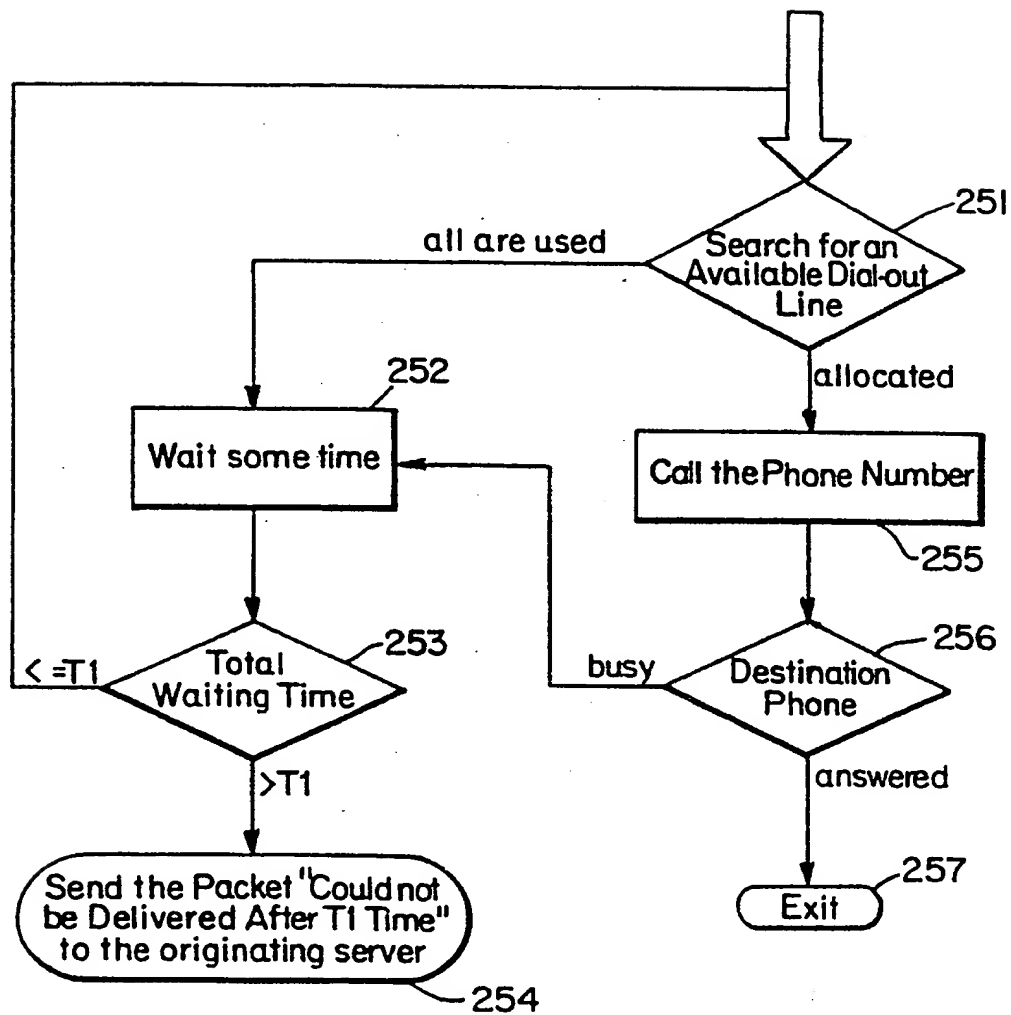 251
all are used
Search for an
Available Dial-out
Line
252
allocated
Wait some time
Call the Phone Number
255
253
256
< =T1
Total
Waiting Time
busy
Destination
Phone
>T1
answered
257
Send the Packet "Could not
be Delivered After T1 Time"
to the originating server
Exit
254